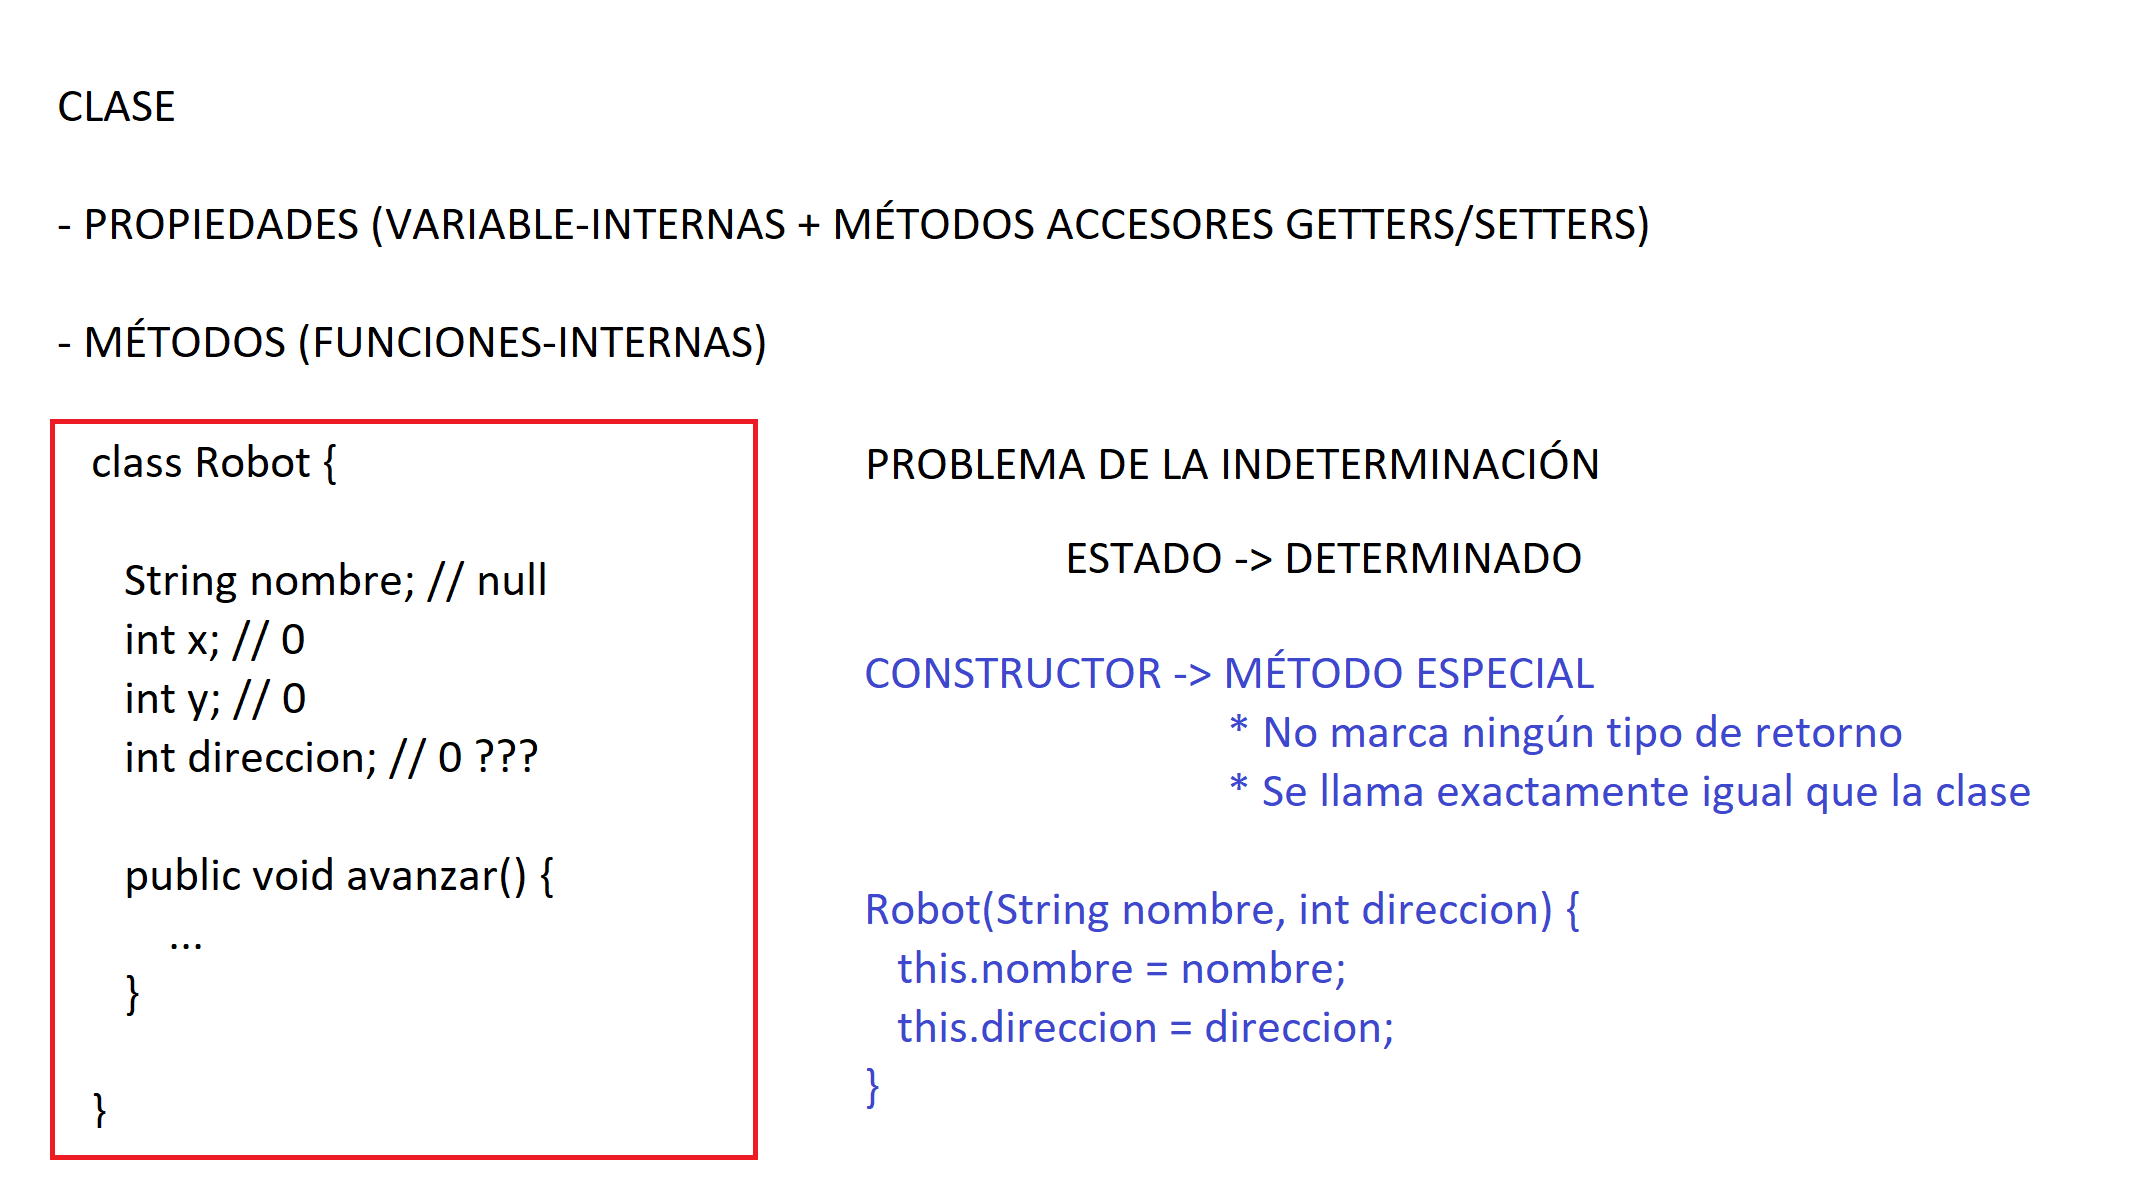 CLASE
- PROPIEDADES (VARIABLE-INTERNAS + MÉTODOS ACCESORES GETTERS/SETTERS)
- MÉTODOS (FUNCIONES-INTERNAS)
class Robot {
String nombre; // null
int x; // 0
int y; // 0
int direccion; // 0 ???
public void avanzar() {
...
}
}
PROBLEMA DE LA INDETERMINACIÓN
ESTADO -> DETERMINADO
CONSTRUCTOR -> MÉTODO ESPECIAL
* No marca ningún tipo de retorno
* Se llama exactamente igual que la clase
Robot(String nombre, int direccion) {
this.nombre = nombre;
this.direccion = direccion;
}